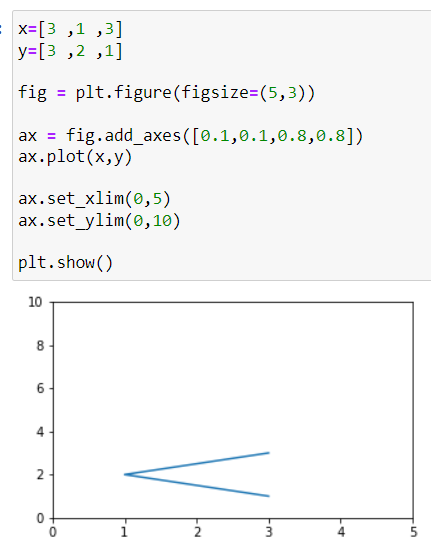 x=[3 ,1 ,3]
y=[3 ,2 ,1]
fig = plt.figure(figsize=(5,3))
ax = fig.add_axes([0.1,0.1,0.8,0.8])
ax.plot(x,y)
ax.set_xlim(0,5)
ax.set_ylim(0,10)
plt.show()
10
8
6
4
2
0
0 1 2 3 4 5